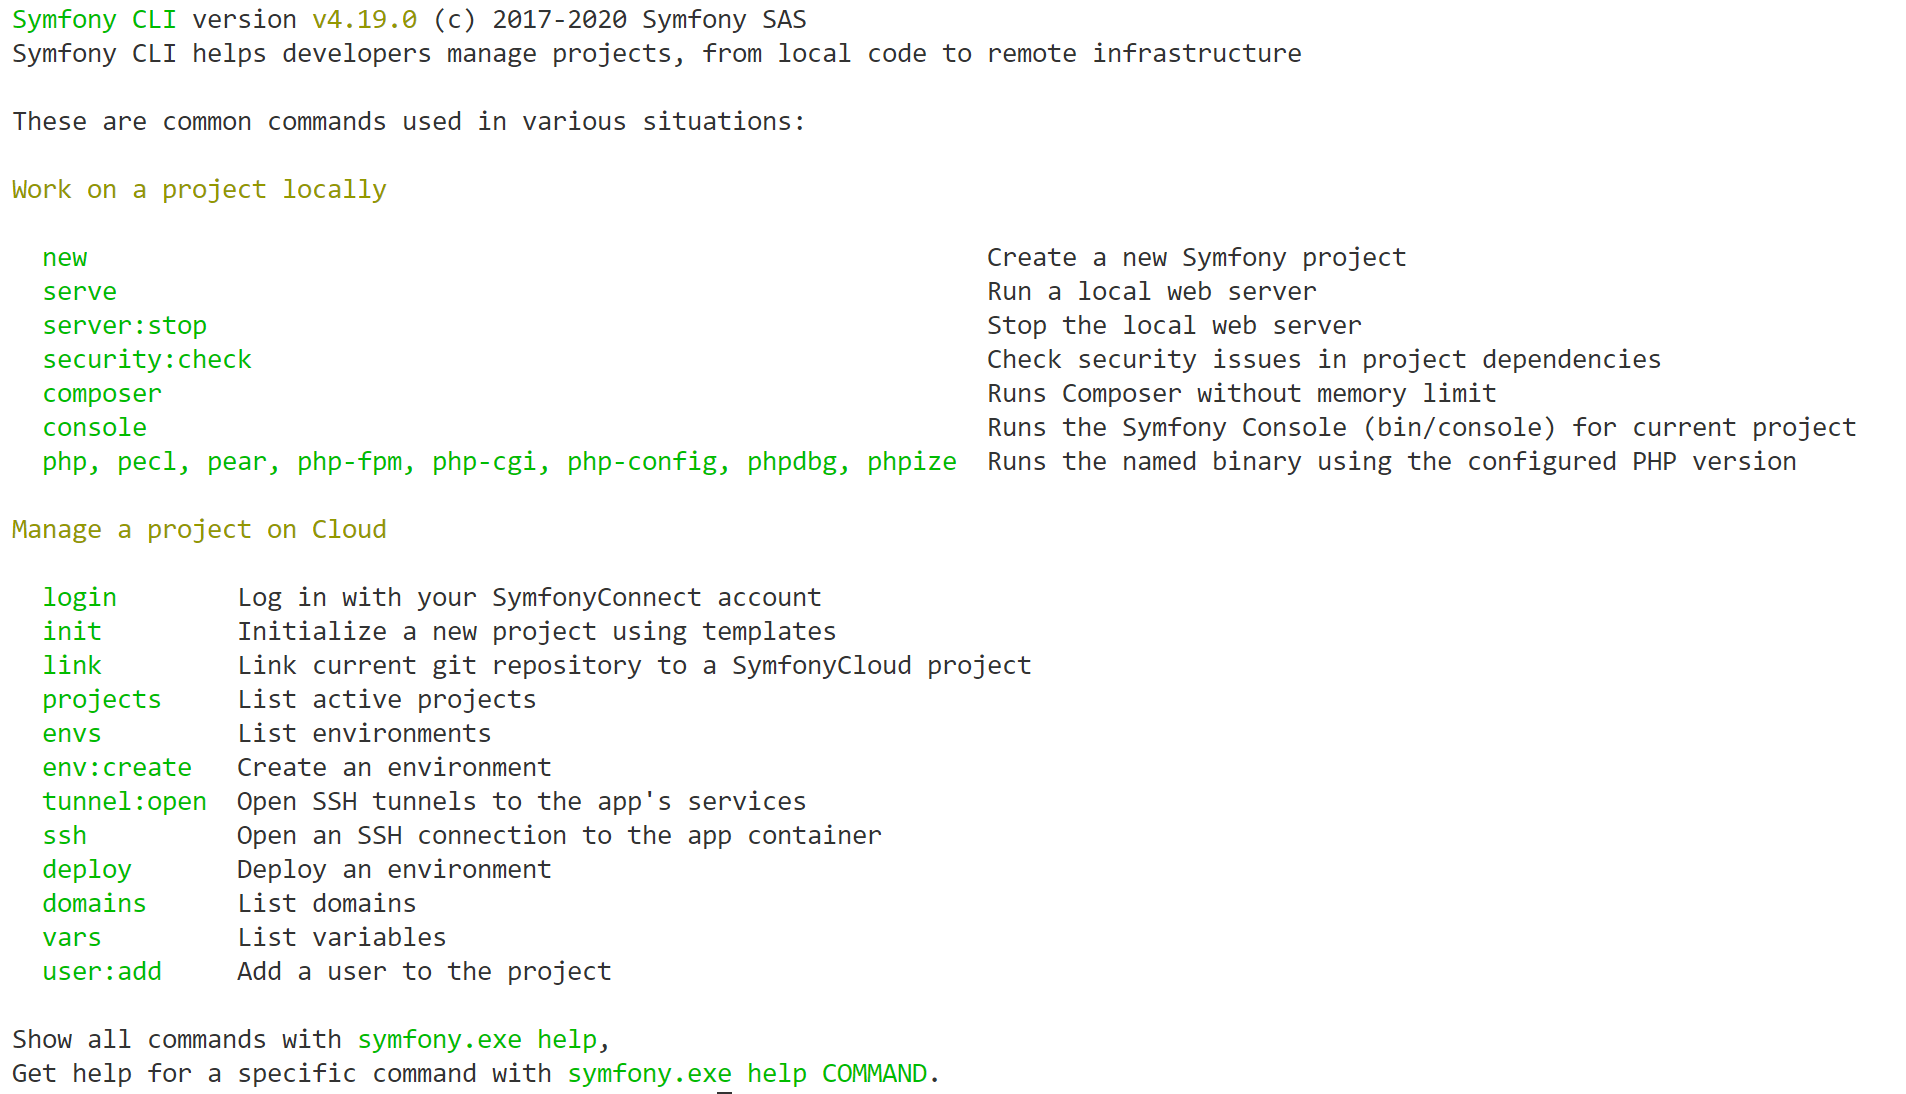 Symfony CLI version v4.19.0 (c) 2017-2020 Symfony SAS
Symfony CLI helps developers manage projects, from local code to remote infrastructure
These are common commands used in various situations:
Work on a project locally
new Create a new Symfony project
serve Run a local web server
server:stop Stop the local web server
security:check Check security issues in project dependencies
composer Runs Composer without memory limit
console Runs the Symfony Console (bin/console) for current project
php, pecl, pear, php-fpm, php-cgi, php-config, phpdbg, phpize Runs the named binary using the configured PHP version
Manage a project on Cloud
login Log in with your SymfonyConnect account
init Initialize a new project using templates
link Link current git repository to a SymfonyCloud project
projects List active projects
envs List environments
env:create Create an environment
tunnel:open Open SSH tunnels to the app's services
ssh Open an SSH connection to the app container
deploy Deploy an environment
domains List domains
vars List variables
user:add Add a user to the project
Show all commands with symfony.exe help,
Get help for a specific command with symfony.exe help COMMAND.